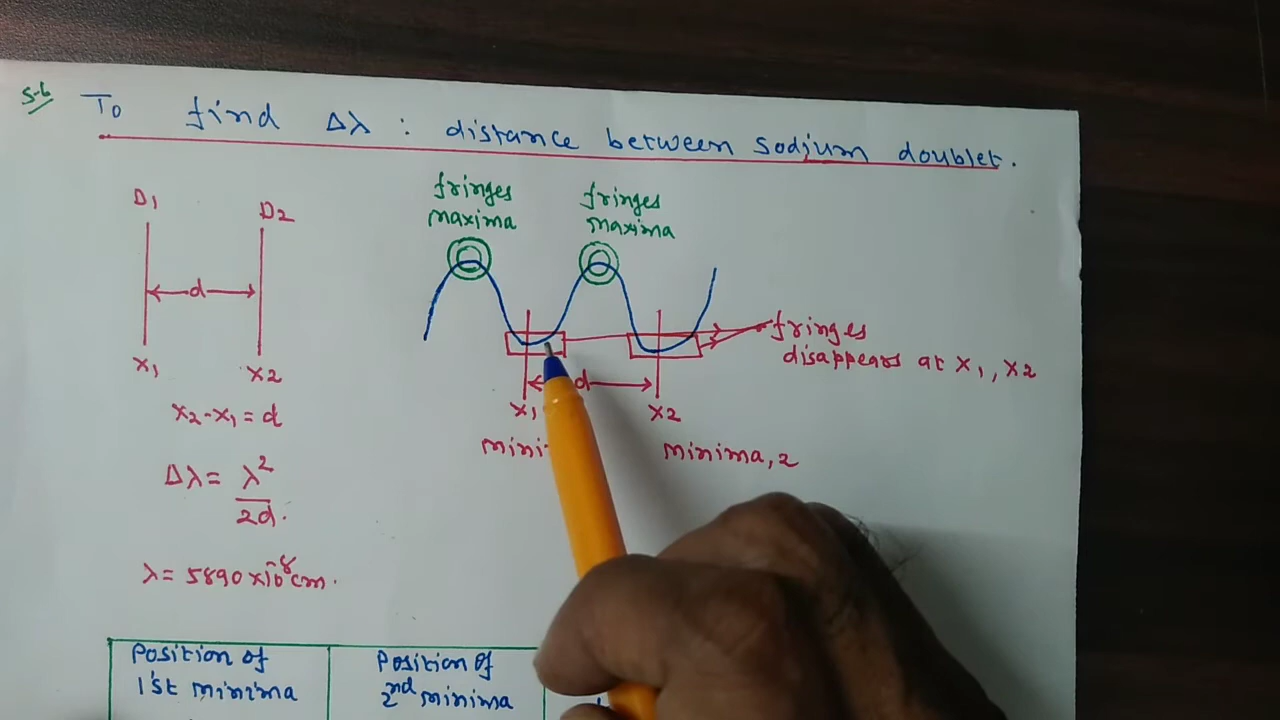 5-6
To find Δλ : distance between sodium doublet.
D1
D2
d
x1
x2
x2-x1 = d
Δλ = λ²
2d.
λ = 5890 x10⁻⁸ cm.
fringes
maxima
fringes
maxima
fringes
disappears at x1, x2
d
x1
x2
minima, 2
Position of
1st minima
Position of
2nd minima